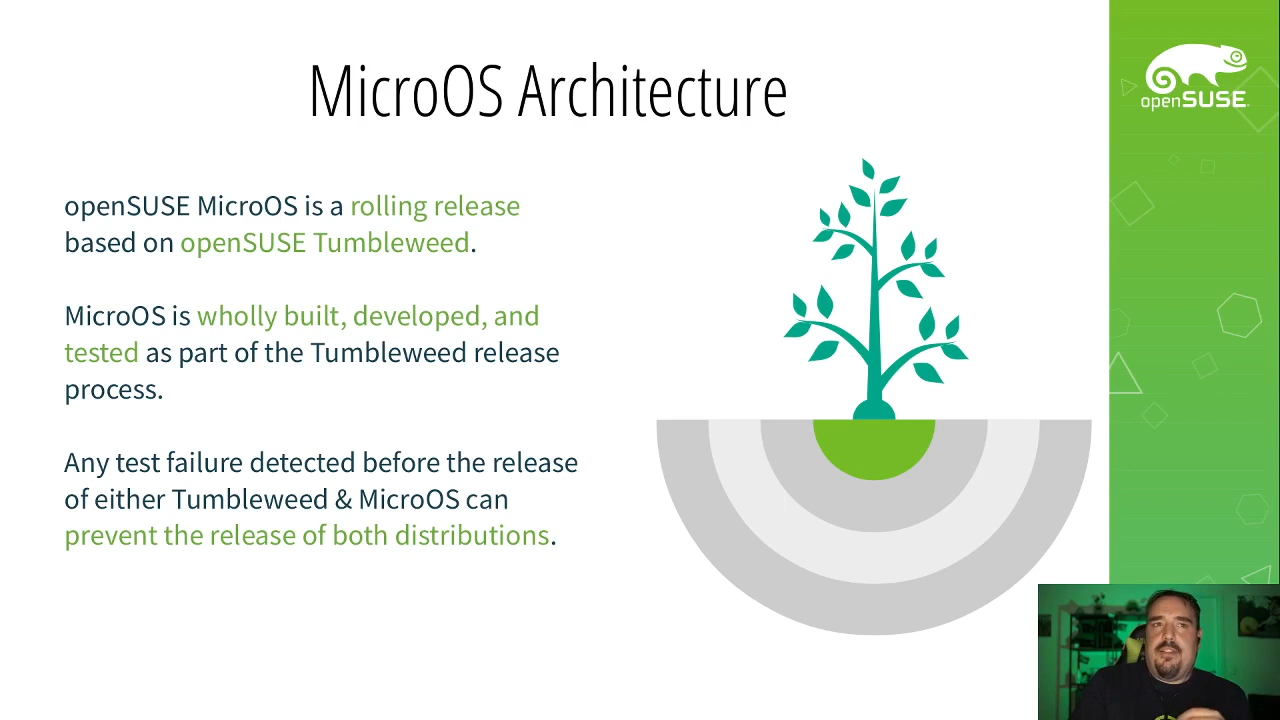 MicroOS Architecture
openSUSE
openSUSE MicroOS is a rolling release
based on openSUSE Tumbleweed.
MicroOS is wholly built, developed, and
tested as part of the Tumbleweed release
process.
Any test failure detected before the release
of either Tumbleweed & MicroOS can
prevent the release of both distributions.